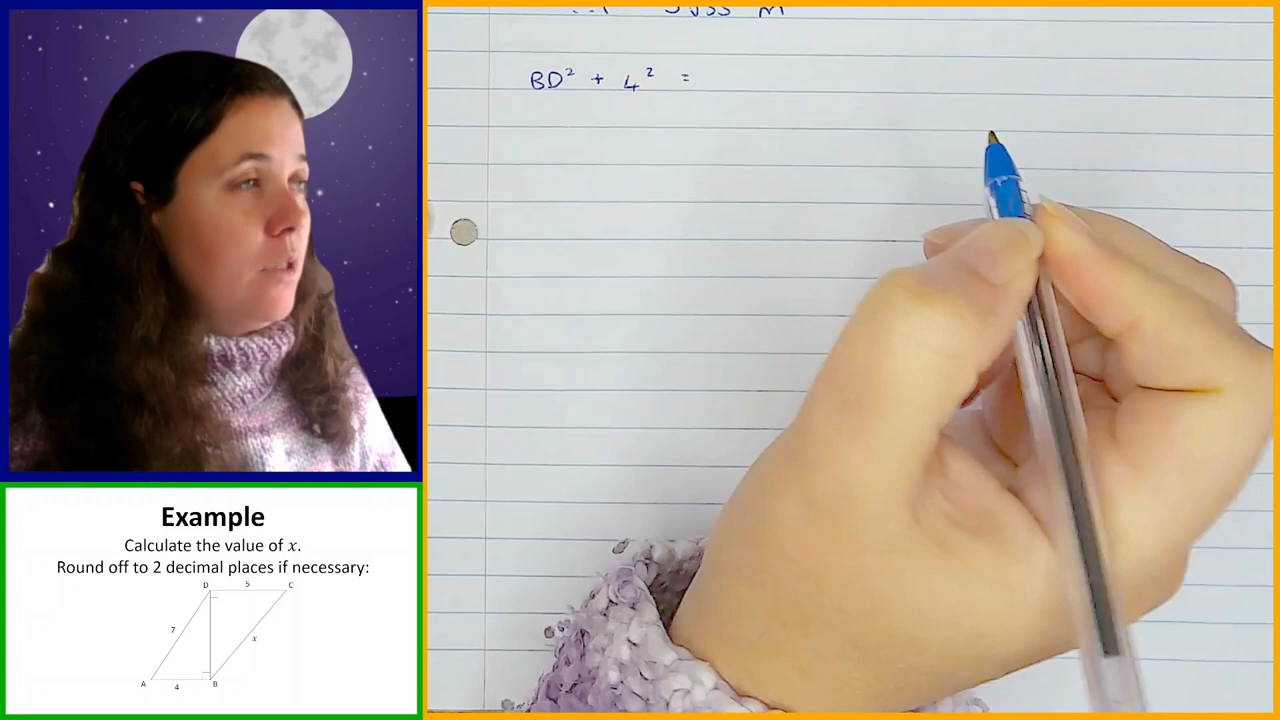 BD² + 4² =
Example
Calculate the value of x.
Round off to 2 decimal places if necessary:
D 5 C
7
x
A 4 B